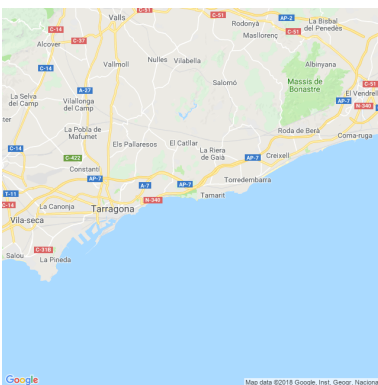 C-51
Valls
C-51
AP-2
La Bisbal
del Penedès
Rodonyà
C-14
C-37
Masllorenç
C-51
Alcover
Nulles
Vilabella
Vallmoll
Albinyana
C-14
Salomó
Massís de
Bonastre
C-51
A-27
El Vendrell
La Selva
del Camp
Vilallonga
del Camp
AP-7
N-340
ter
La Pobla de
Mafumet
Roda de Berà
Coma-ruga
C-14
Els Pallaresos
El Catllar
La Riera
de Gaià
Creixell
C-422
AP-7
Constantí
AP-7
Torredembarra
T-11
A-7
AP-7
Tamarit
N-340
C-14
La Canonja
Tarragona
Vila-seca
C-31B
Salou
La Pineda
Google
Map data ©2018 Google, Inst. Geogr. Naciona